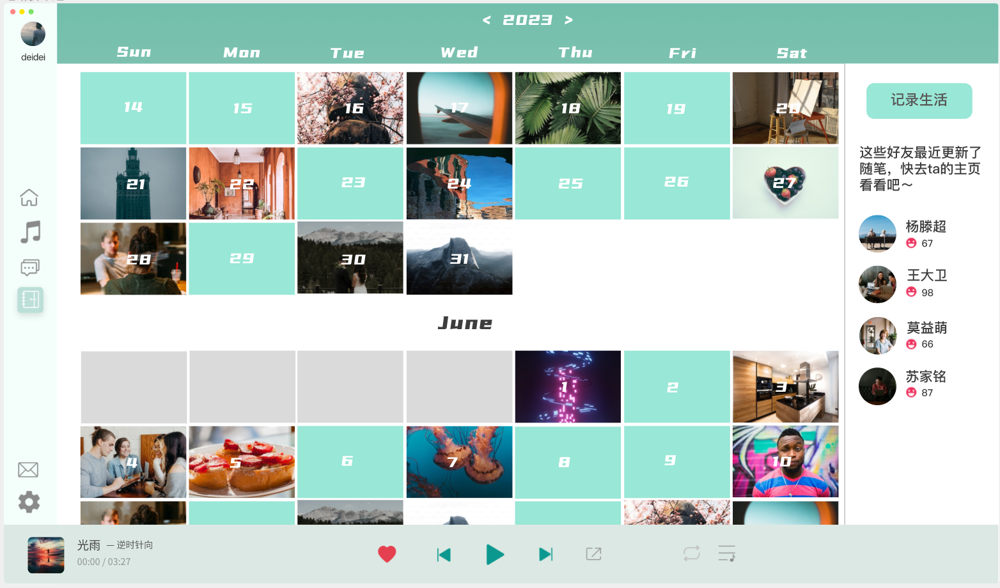 < 2023 >
Sun Mon Tue Wed Thu Fri Sat
deidei
14 15 16 17 18 19 20
21 22 23 24 25 26 27
28 29 30 31
June
1 2 3
4 5 6 7 8 9 10
记录生活
这些好友最近更新了
随笔，快去ta的主页
看看吧～
杨滕超
67
王大卫
98
莫益萌
66
苏家铭
87
光雨 — 逆时针向
00:00 / 03:27